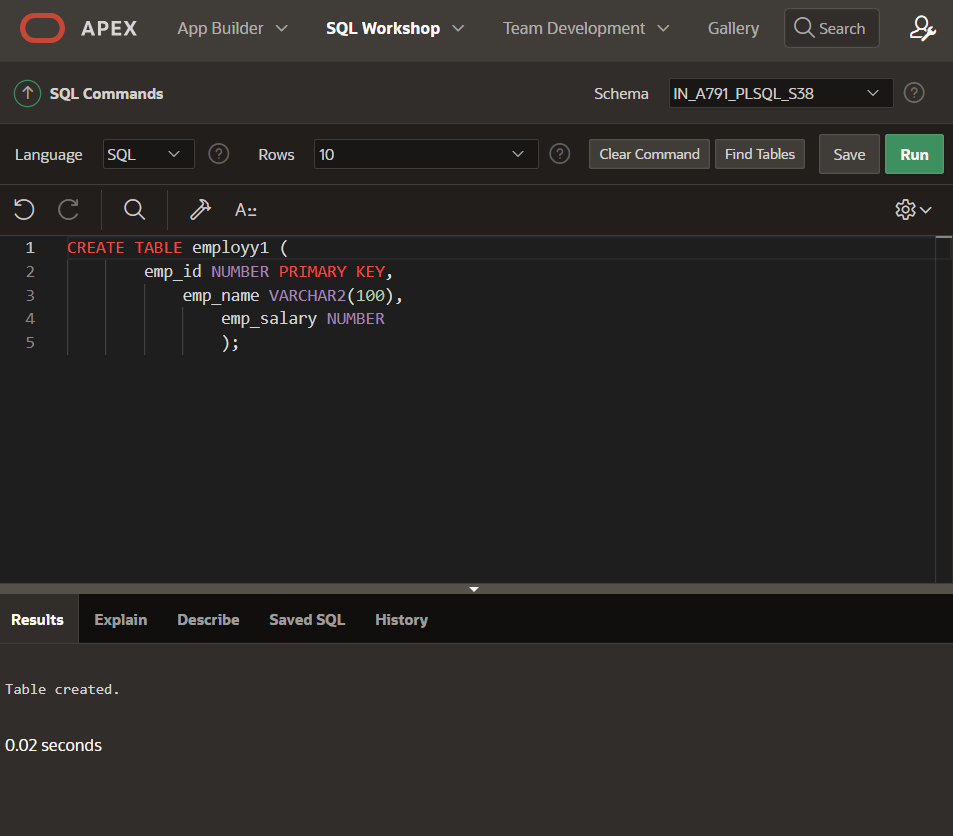 APEX App Builder SQL Workshop Team Development Gallery Search
SQL Commands Schema IN_A791_PLSQL_S38 ?
Language SQL ? Rows 10 ? Clear Command Find Tables Save Run
A::
1 CREATE TABLE employy1 (
2 emp_id NUMBER PRIMARY KEY,
3 emp_name VARCHAR2(100),
4 emp_salary NUMBER
5 );
Results Explain Describe Saved SQL History
Table created.
0.02 seconds